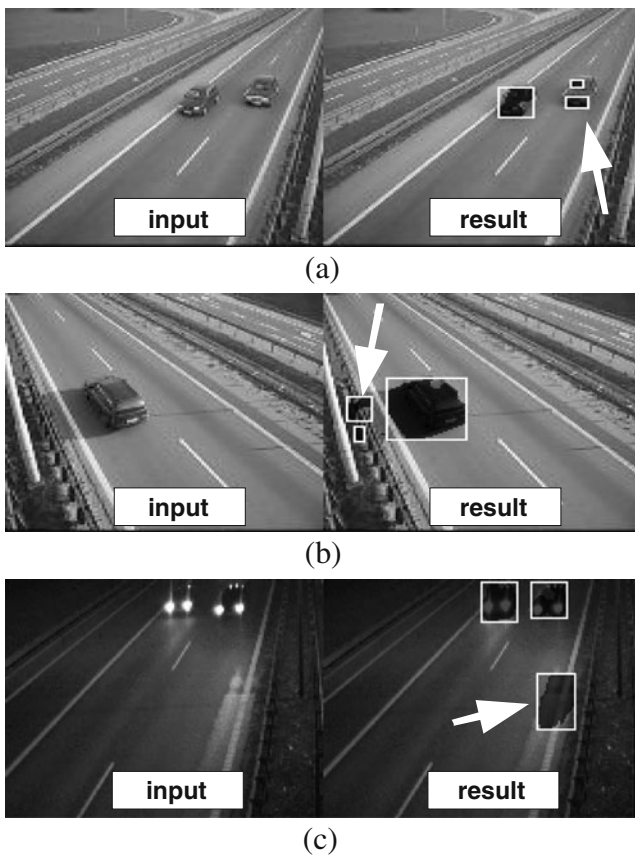 input
result
(a)
input
result
(b)
input
result
(c)